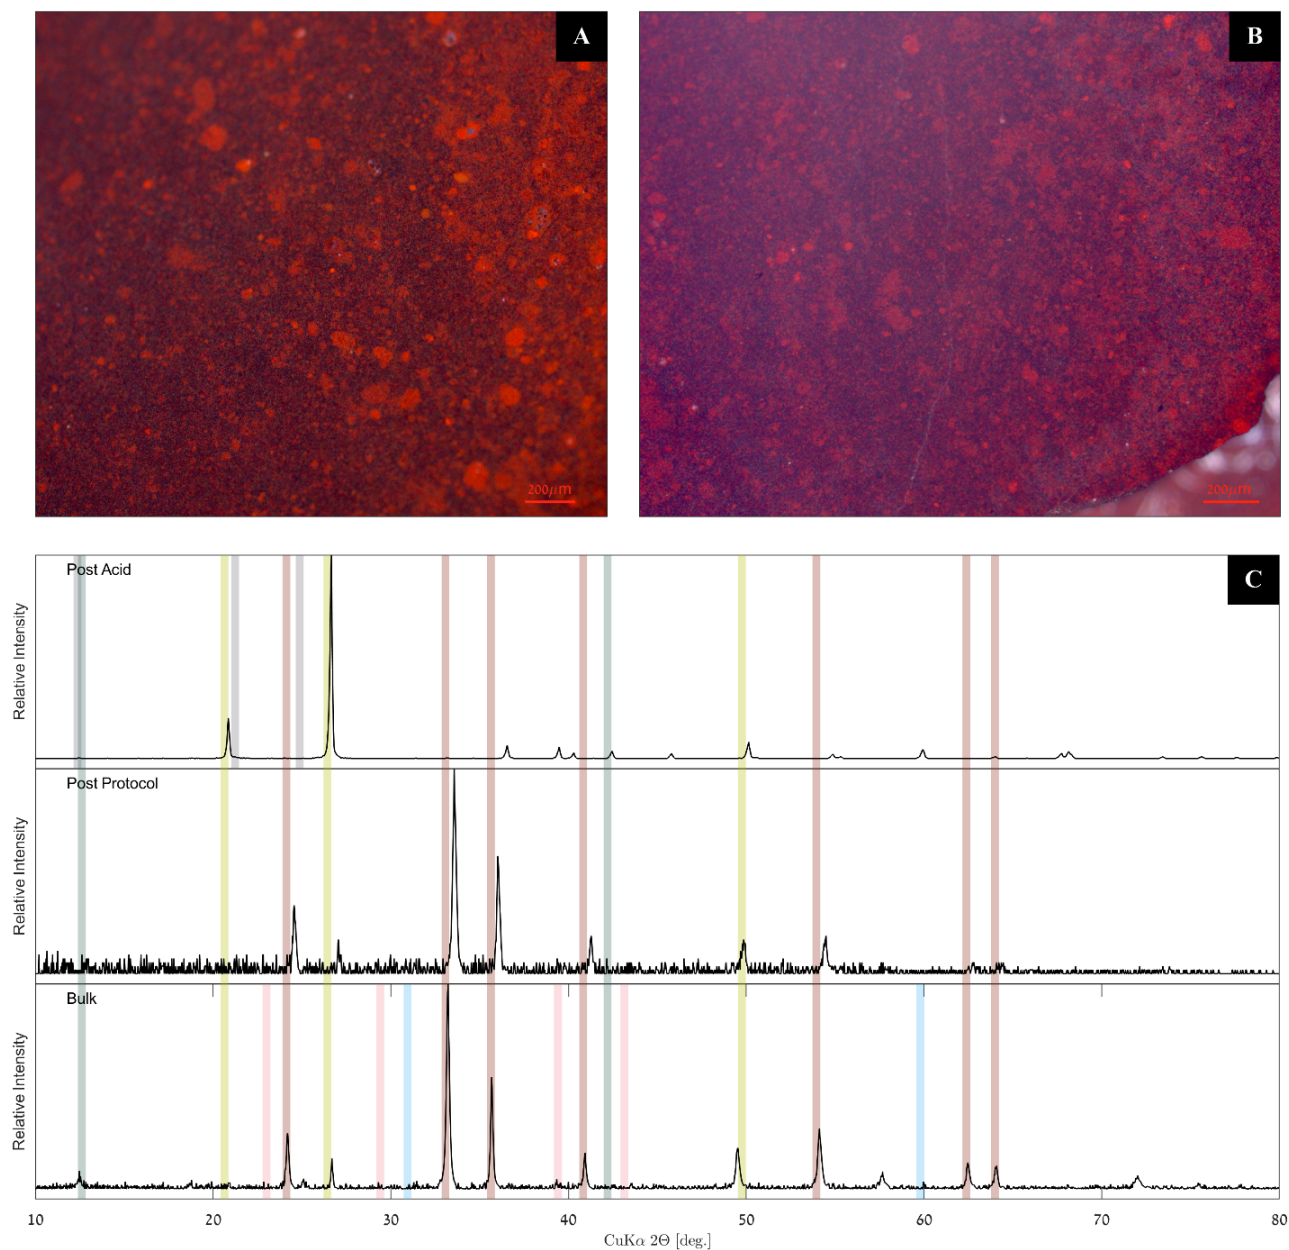 A
B
200μm
200μm
C
Post Acid
Relative Intensity
Post Protocol
Relative Intensity
Bulk
Relative Intensity
10 20 30 40 50 60 70 80
CuKα 2Θ [deg.]